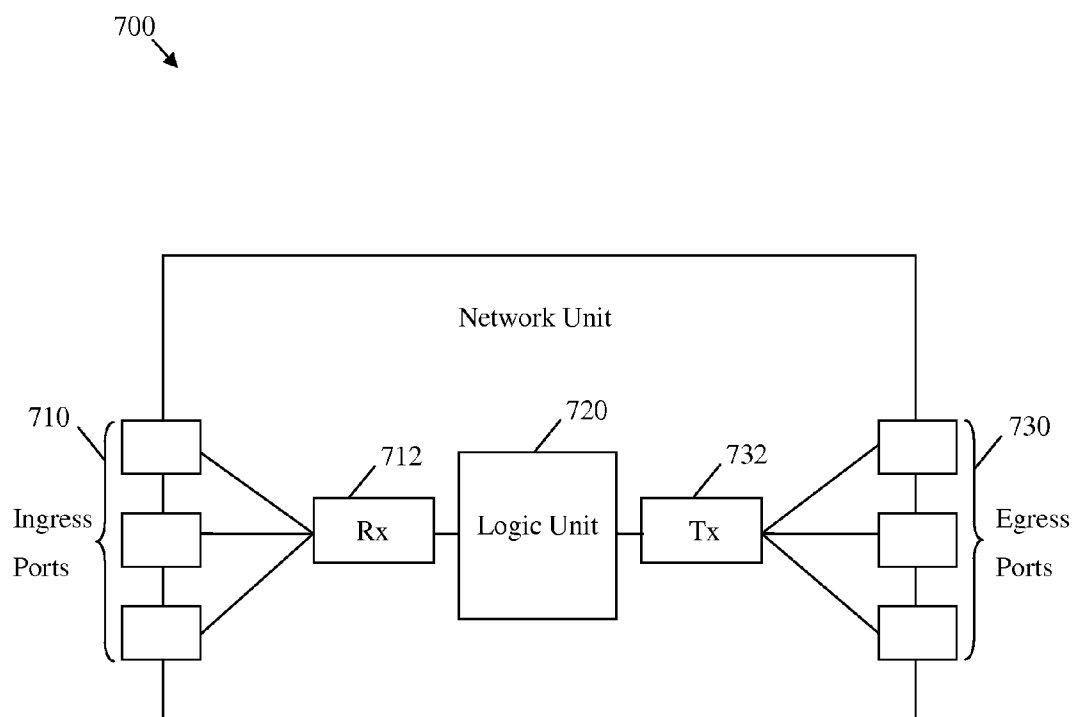 700
Network Unit
710
712
720
732
730
Ingress
Ports
Rx
Logic Unit
Tx
Egress
Ports